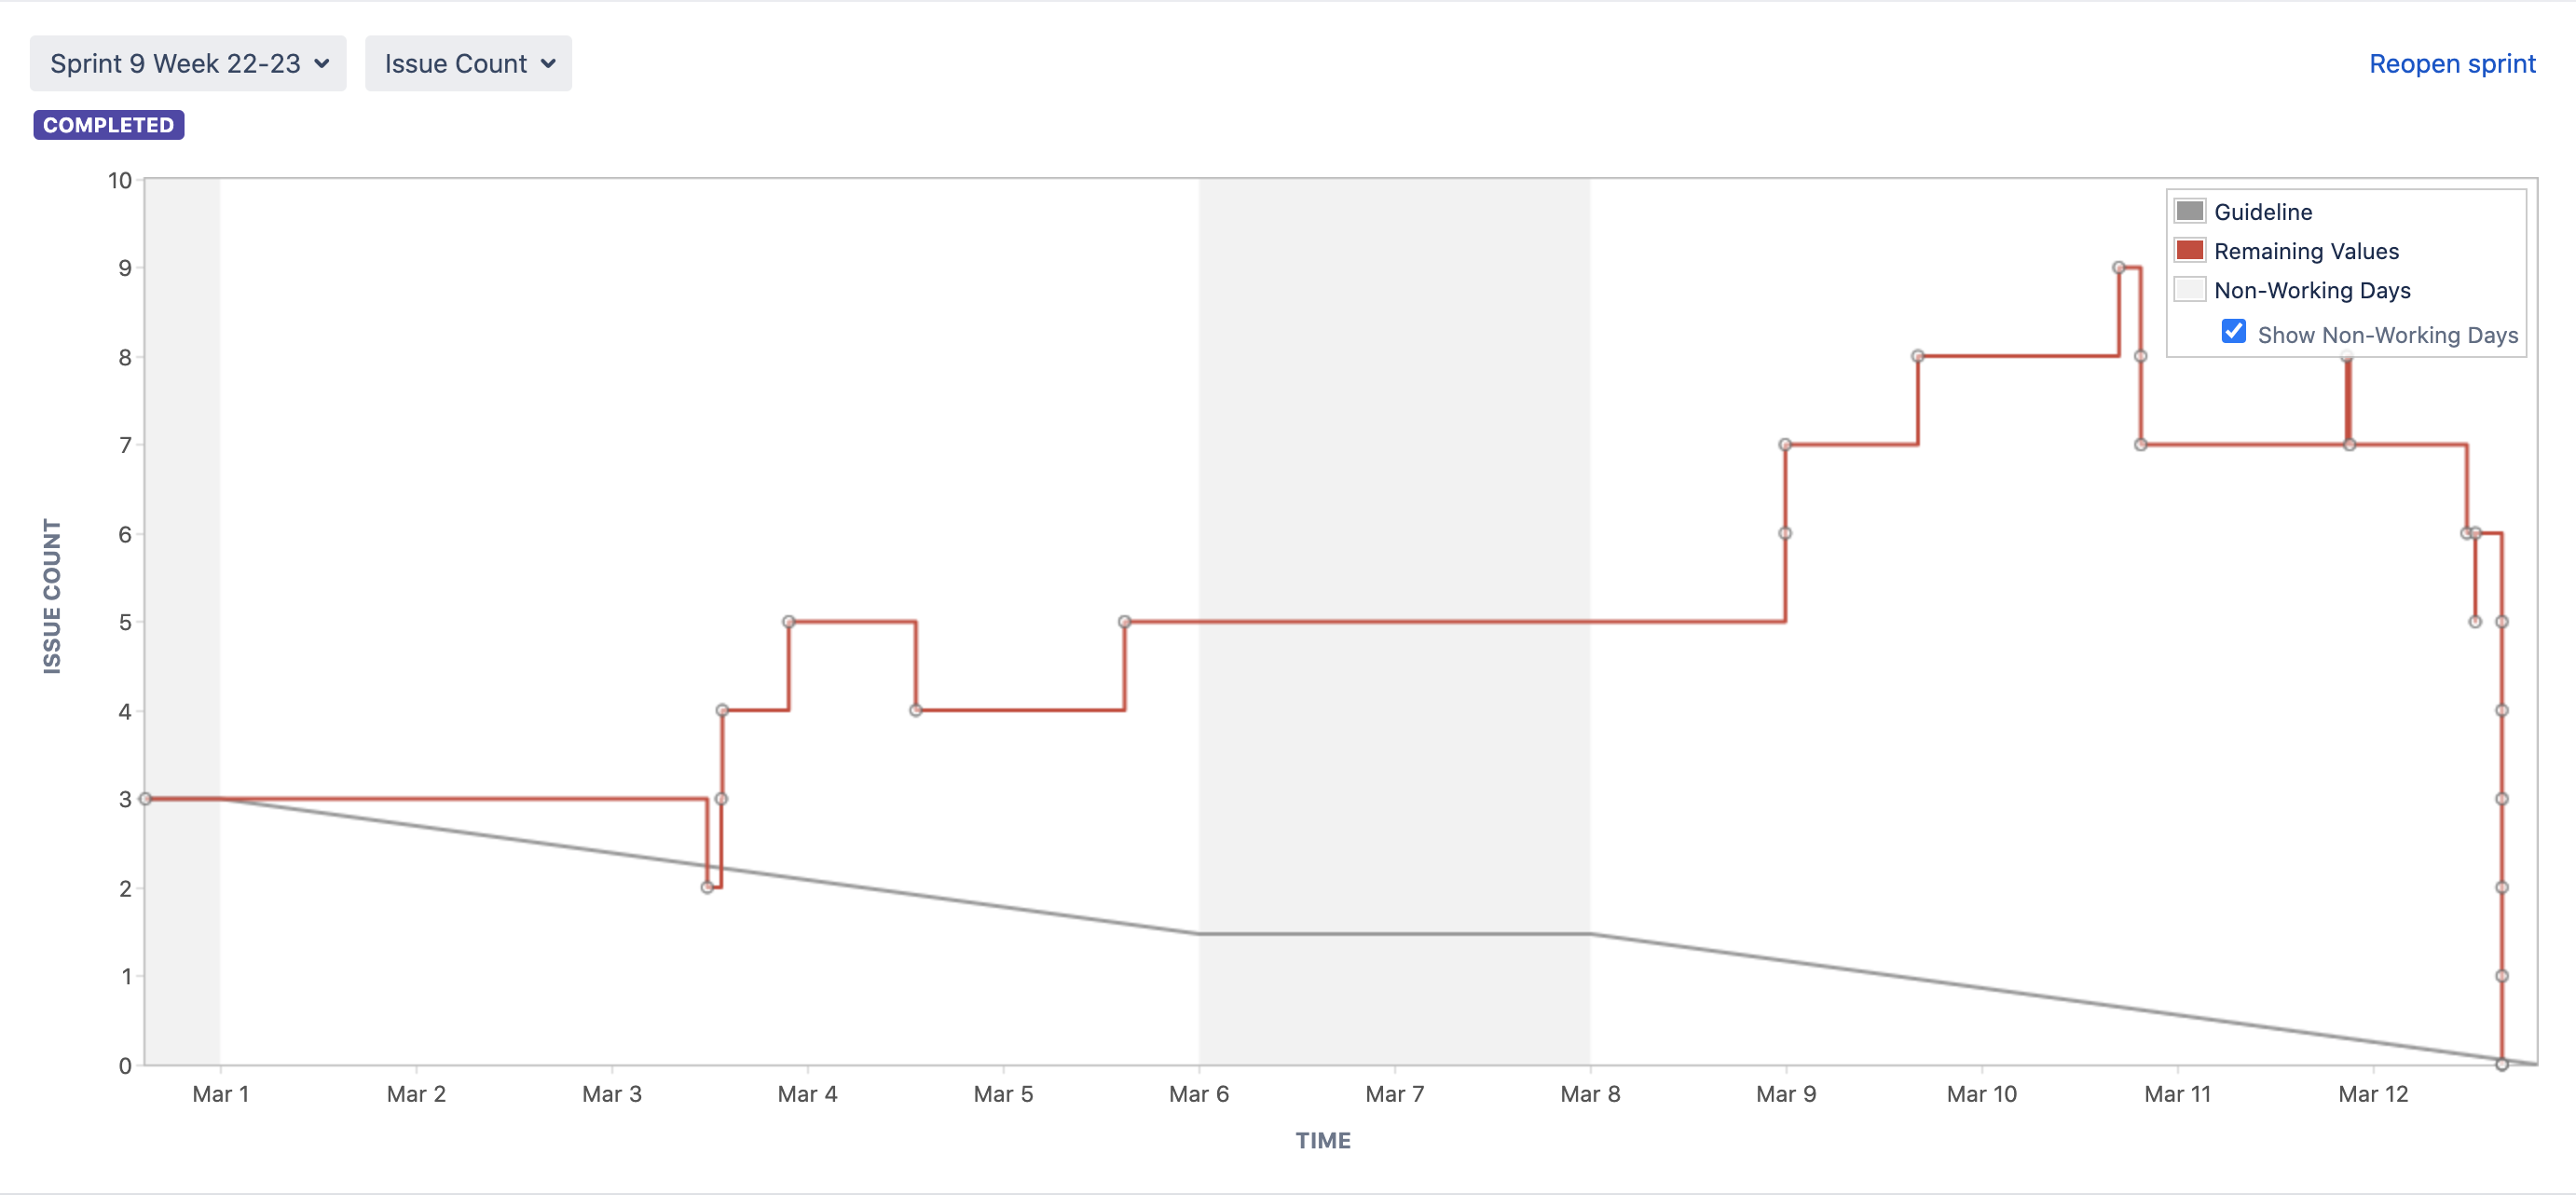 Sprint 9 Week 22-23
Issue Count
Reopen sprint
COMPLETED
10
9
8
7
6
5
4
3
2
1
0
ISSUE COUNT
Guideline
Remaining Values
Non-Working Days
Show Non-Working Days
Mar 1
Mar 2
Mar 3
Mar 4
Mar 5
Mar 6
Mar 7
Mar 8
Mar 9
Mar 10
Mar 11
Mar 12
TIME